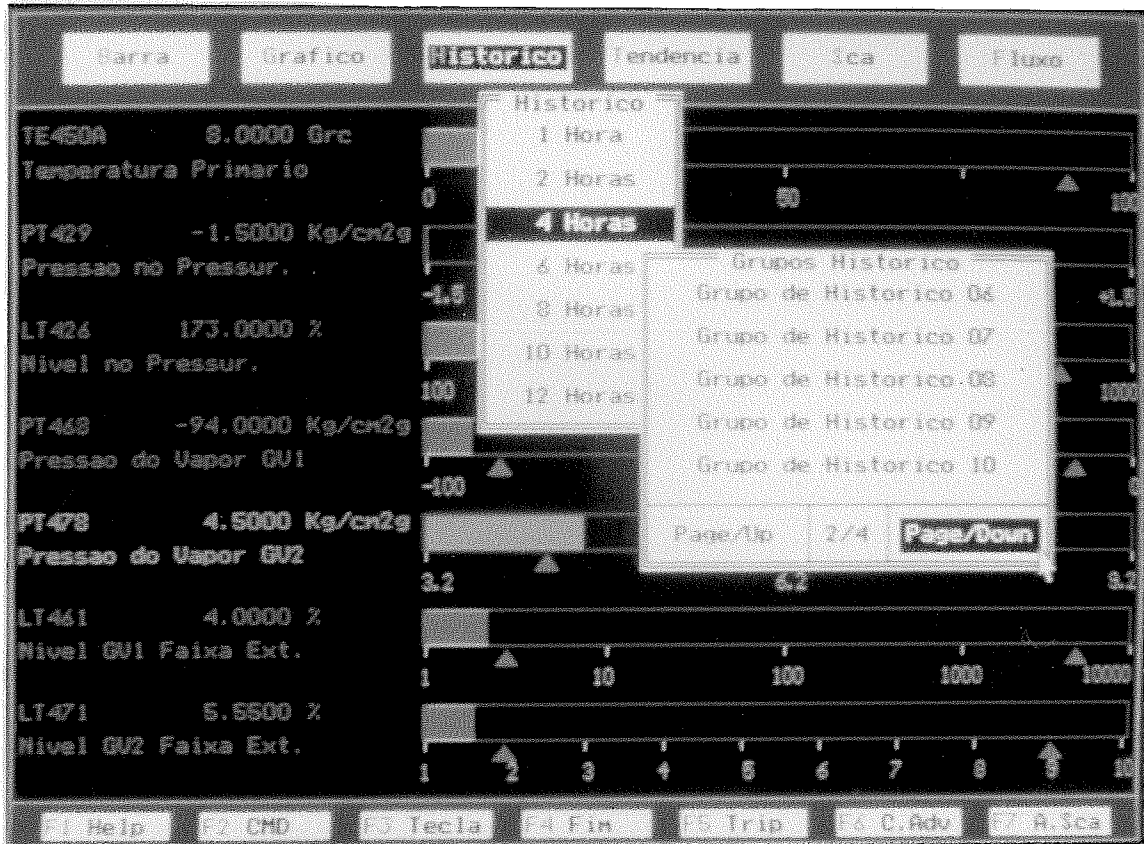 Barra Grafico Historico Tendencia Sca Fluxo
Historico
1 Hora
2 Horas
4 Horas
6 Horas
8 Horas
10 Horas
12 Horas
Grupos Historico
Grupo de Historico 06
Grupo de Historico 07
Grupo de Historico 08
Grupo de Historico 09
Grupo de Historico 10
Page/Up 2/4 Page/Down
TE450A 8.0000 Grc
Temperatura Primario
0 50 100
PT429 -1.5000 Kg/cm2g
Pressao no Pressur. .
-1.5
LT426 173.0000 %
Nivel no Pressur.
100 1000
PT468 -94.0000 Kg/cm2g
Pressao do Vapor GV1
-100 0
PT478 4.5000 Kg/cm2g
Pressao do Vapor GV2
3.2 6.2 9.2
LT461 4.0000 %
Nivel GV1 Faixa Ext.
1 10 100 1000 10000
LT471 5.5500 %
Nivel GV2 Faixa Ext.
1 2 3 4 5 6 7 8 9 10
F1 Help F2 CMD F3 Tecla F4 Fim F5 Trip F6 C.Adv F7 A.Sca